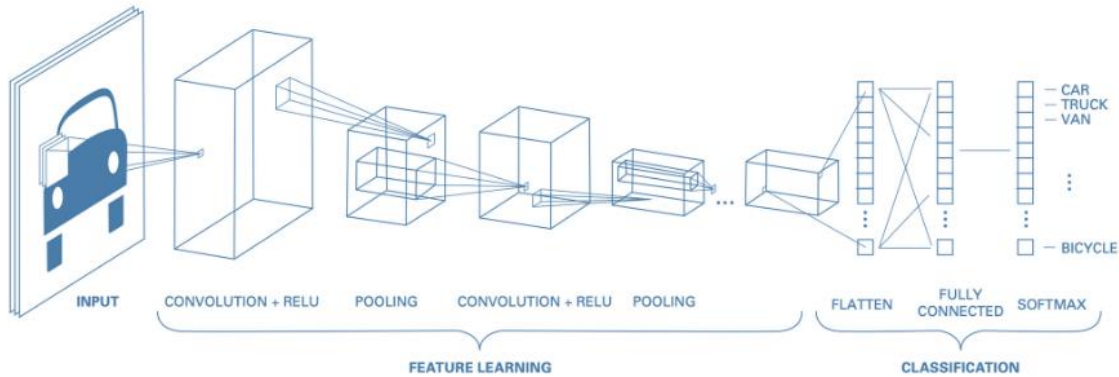 CAR
TRUCK
VAN
BICYCLE
INPUT
CONVOLUTION + RELU
POOLING
CONVOLUTION + RELU
POOLING
FLATTEN
FULLY
CONNECTED
SOFTMAX
FEATURE LEARNING
CLASSIFICATION